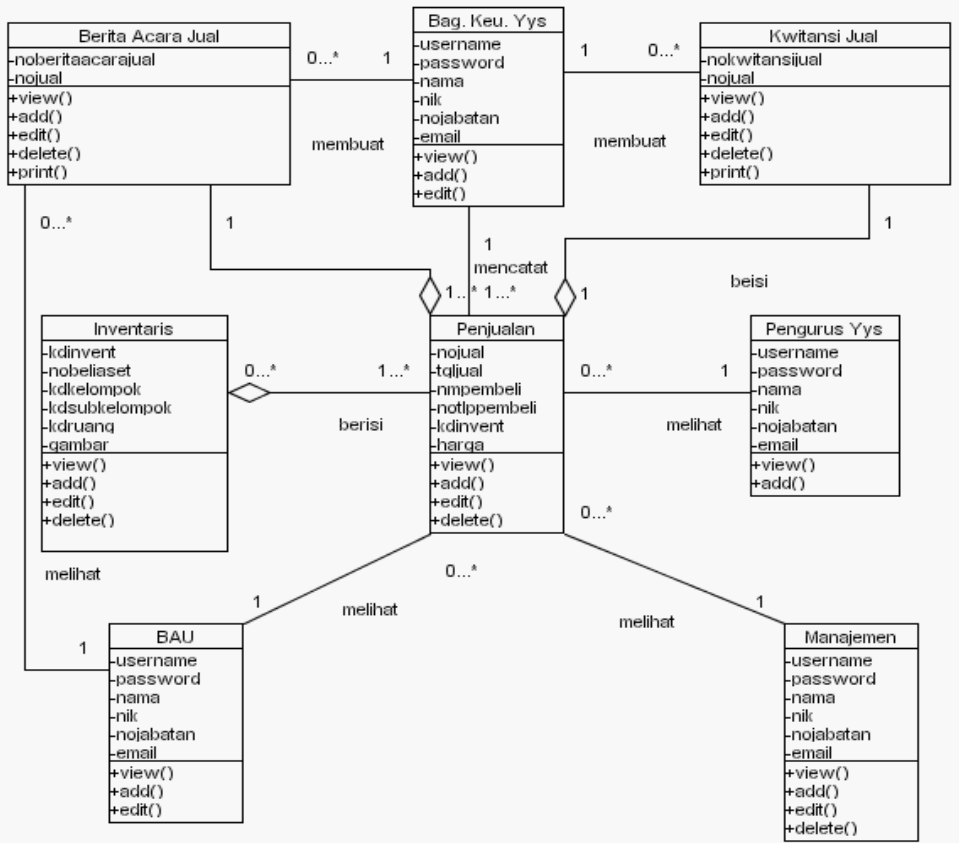 Berita Acara Jual
-noberitaacarajual
-nojual
+view()
+add()
+edit()
+delete()
+print()
0...*
1
membuat
Bag. Keu. Yys
-username
-password
-nama
-nik
-nojabatan
-email
+view()
+add()
+edit()
1
0...*
membuat
Kwitansi Jual
-nokwitansijual
-nojual
+view()
+add()
+edit()
+delete()
+print()
0...*
1
1
mencatat
1
1...* 1...*
1
beisi
Inventaris
-kdinvent
-nobeliaset
-kdkelompok
-kdsubkelompok
-kdruang
-gambar
+view()
+add()
+edit()
+delete()
0...*
1...*
berisi
Penjualan
-nojual
-tgljual
-nmpembeli
-notlppembeli
-kdinvent
-harga
+view()
+add()
+edit()
+delete()
0...*
1
melihat
Pengurus Yys
-username
-password
-nama
-nik
-nojabatan
-email
+view()
+add()
0...*
0...*
melihat
1
melihat
1
melihat
1
BAU
-username
-password
-nama
-nik
-nojabatan
-email
+view()
+add()
+edit()
Manajemen
-username
-password
-nama
-nik
-nojabatan
-email
+view()
+add()
+edit()
+delete()